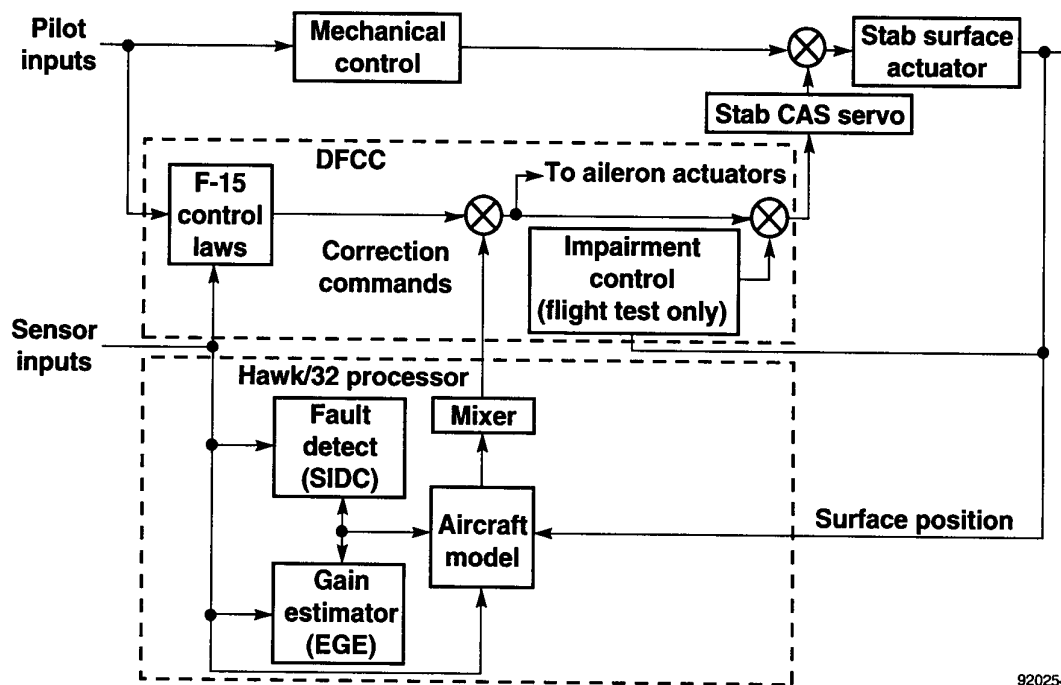 Pilot
inputs
Mechanical
control
Stab surface
actuator
Stab CAS servo
DFCC
F-15
control
laws
To aileron actuators
Correction
commands
Impairment
control
(flight test only)
Sensor
inputs
Hawk/32 processor
Mixer
Fault
detect
(SIDC)
Aircraft
model
Surface position
Gain
estimator
(EGE)
92025